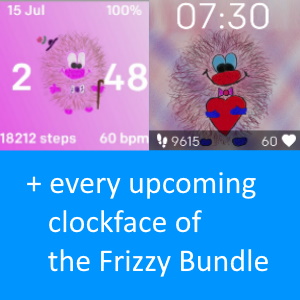 15 Jul 100%
2 48
18212 steps 60 bpm
07:30
9615 60
+ every upcoming
clockface of
the Frizzy Bundle